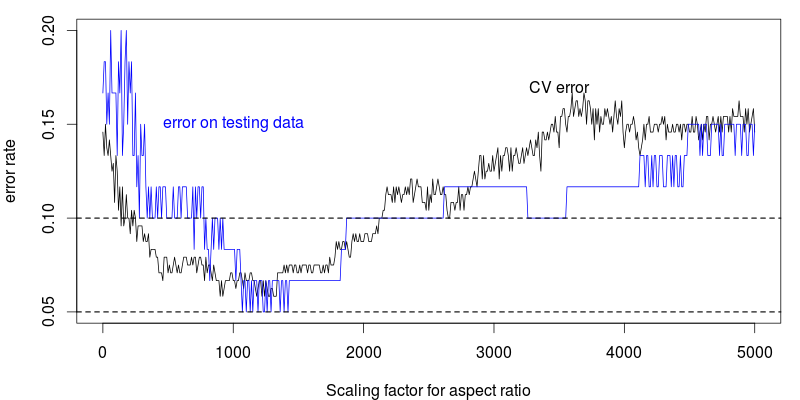 0.20
CV error
error on testing data
0.15
error rate
0.10
0.05
0 1000 2000 3000 4000 5000
Scaling factor for aspect ratio